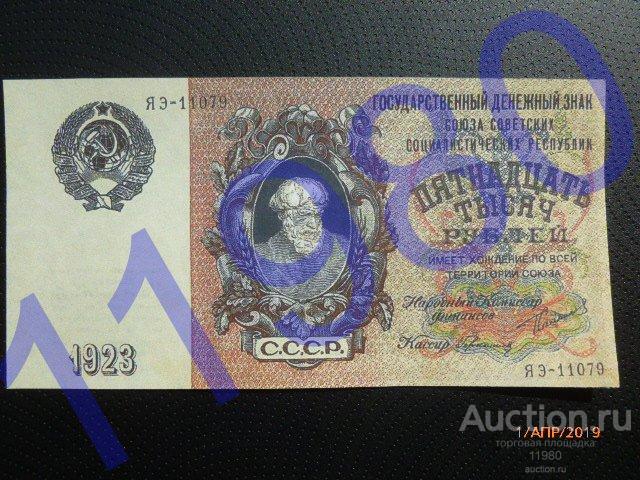 ЯЭ-11079
ГОСУДАРСТВЕННЫЙ ДЕНЕЖНЫЙ ЗНАК
СОЮЗА СОВЕТСКИХ
СОЦИАЛИСТИЧЕСКИХ РЕСПУБЛИК
ПЯТНАДЦАТЬ
ТЫСЯЧ
РУБЛЕЙ
ИМЕЕТ ХОЖДЕНИЕ ПО ВСЕЙ
ТЕРРИТОРИИ СОЮЗА
Народный Комиссар
Финансов
Кассир
С.С.С.Р.
1923
ЯЭ-11079
11980
Auction.ru
1/АПР/2019
торговая площадка
11980
auction.ru